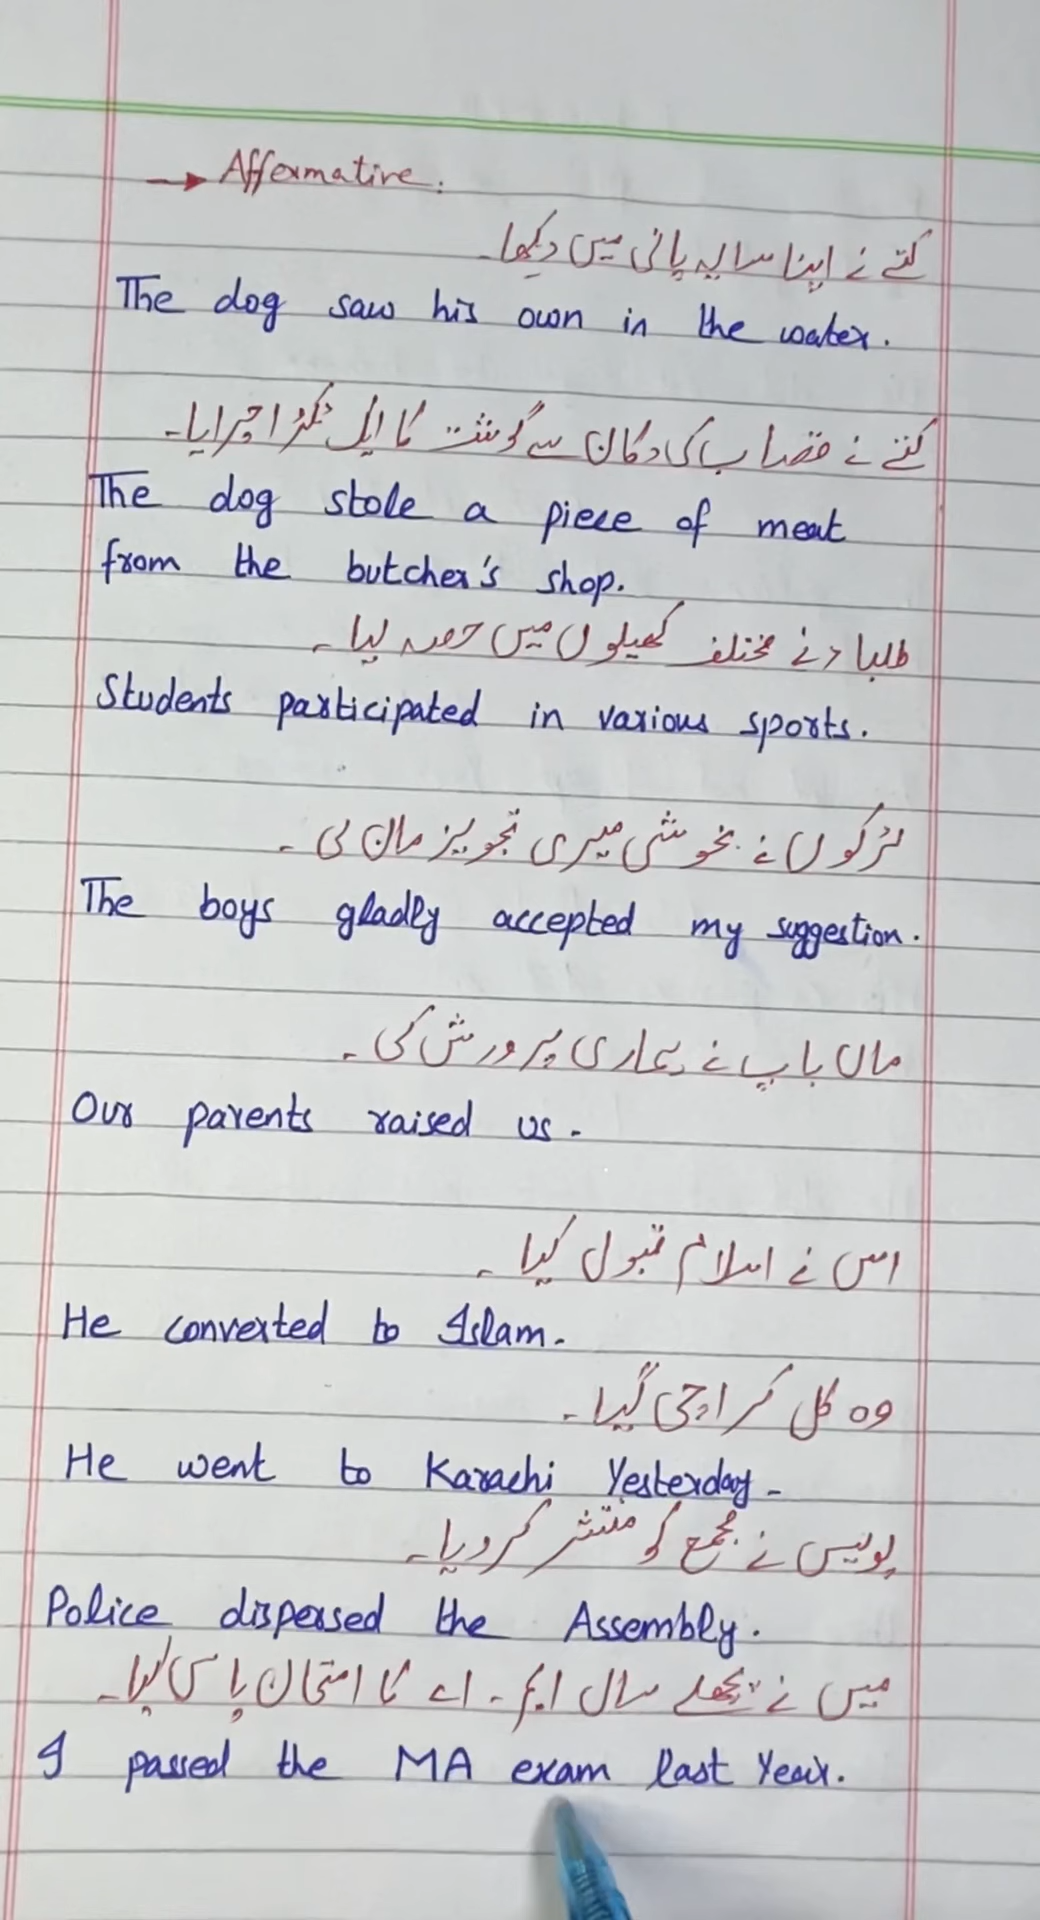 → Affermative.
کتے نے اپنا سایہ پانی میں دیکھا۔
The dog saw his own in the water.
کتے نے قصاب کی دکان سے گوشت کا ایک ٹکڑا چرایا۔
The dog stole a piece of meat
from the butcher's shop.
طلباء نے مختلف کھیلوں میں حصہ لیا۔
Students participated in various sports.
لڑکوں نے بخوشی میری تجویز مان لی۔
The boys gladly accepted my suggestion.
ماں باپ نے ہماری پرورش کی۔
Our parents raised us.
اس نے اسلام قبول کیا۔
He converted to Islam.
وہ کل کراچی گیا۔
He went to Karachi Yesterday.
پولیس نے مجمع کو منتشر کر دیا۔
Police dispersed the Assembly.
میں نے پچھلے سال ایم۔اے کا امتحان پاس کیا۔
I passed the MA exam last Year.